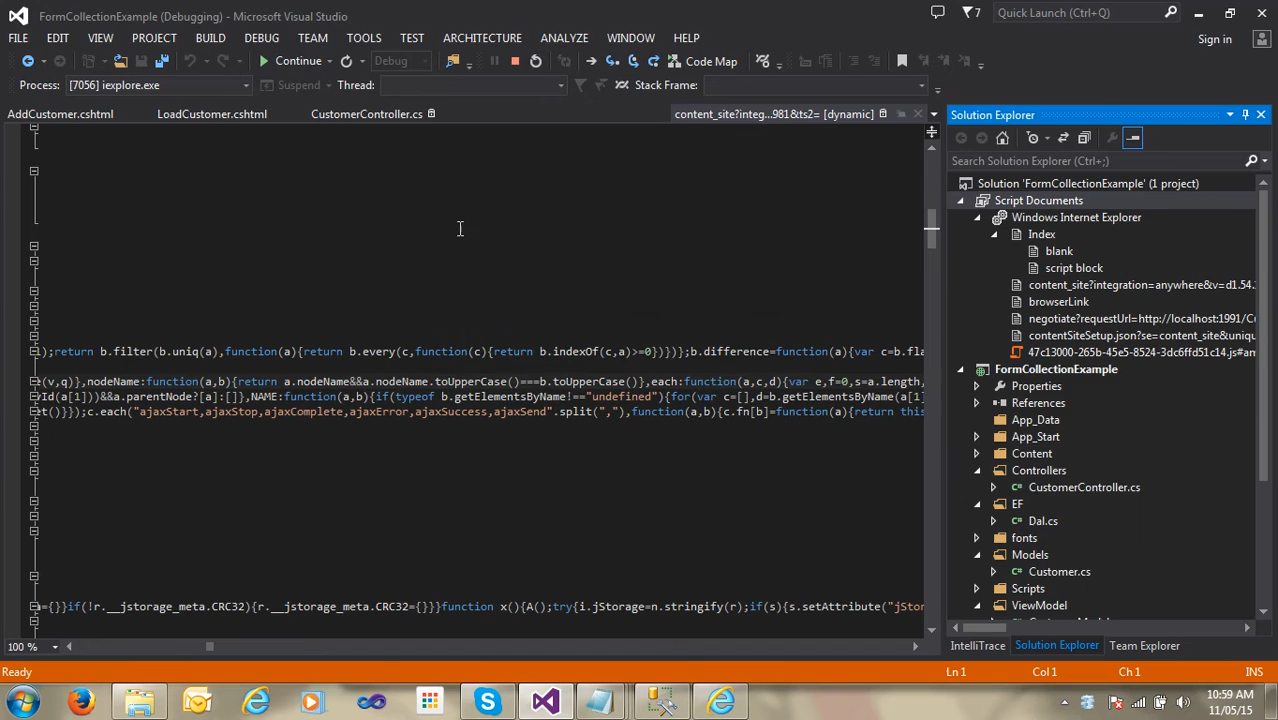 FormCollectionExample (Debugging) - Microsoft Visual Studio
7
Quick Launch (Ctrl+Q)
FILE EDIT VIEW PROJECT BUILD DEBUG TEAM TOOLS TEST ARCHITECTURE ANALYZE WINDOW HELP
Sign in
Continue
Debug
Code Map
Process: [7056] iexplore.exe
Suspend
Thread:
Stack Frame:
AddCustomer.cshtml
LoadCustomer.cshtml
CustomerController.cs
content_site?integ...981&ts2= [dynamic]
);return b.filter(b.uniq(a),function(a){return b.every(c,function(c){return b.indexOf(c,a)>=0})})};b.difference=function(a){var c=b.fla
(v,q)},nodeName:function(a,b){return a.nodeName&&a.nodeName.toUpperCase()===b.toUpperCase()},each:function(a,c,d){var e,f=0,s=a.length,
Id(a[1]))&&a.parentNode?[a]:[]},NAME:function(a,b){if(typeof b.getElementsByName!=="undefined"){for(var c=[],d=b.getElementsByName(a[1]
t()}});c.each("ajaxStart,ajaxStop,ajaxComplete,ajaxError,ajaxSuccess,ajaxSend".split(","),function(a,b){c.fn[b]=function(a){return this
={}}if(!r.__jstorage_meta.CRC32){r.__jstorage_meta.CRC32={}}}function x(){A();try{i.jStorage=n.stringify(r);if(s){s.setAttribute("jStor
100 %
Solution Explorer
Search Solution Explorer (Ctrl+;)
Solution 'FormCollectionExample' (1 project)
Script Documents
Windows Internet Explorer
Index
blank
script block
content_site?integration=anywhere&v=d1.54.
browserLink
negotiate?requestUrl=http://localhost:1991/Cu
contentSiteSetup.json?se=content_site&uniqu
47c13000-265b-45e5-8524-3dc6ffd51c14.js#am
FormCollectionExample
Properties
References
App_Data
App_Start
Content
Controllers
CustomerController.cs
EF
Dal.cs
fonts
Models
Customer.cs
Scripts
ViewModel
IntelliTrace
Solution Explorer
Team Explorer
Ready
Ln 1
Col 1
Ch 1
INS
10:59 AM
11/05/15